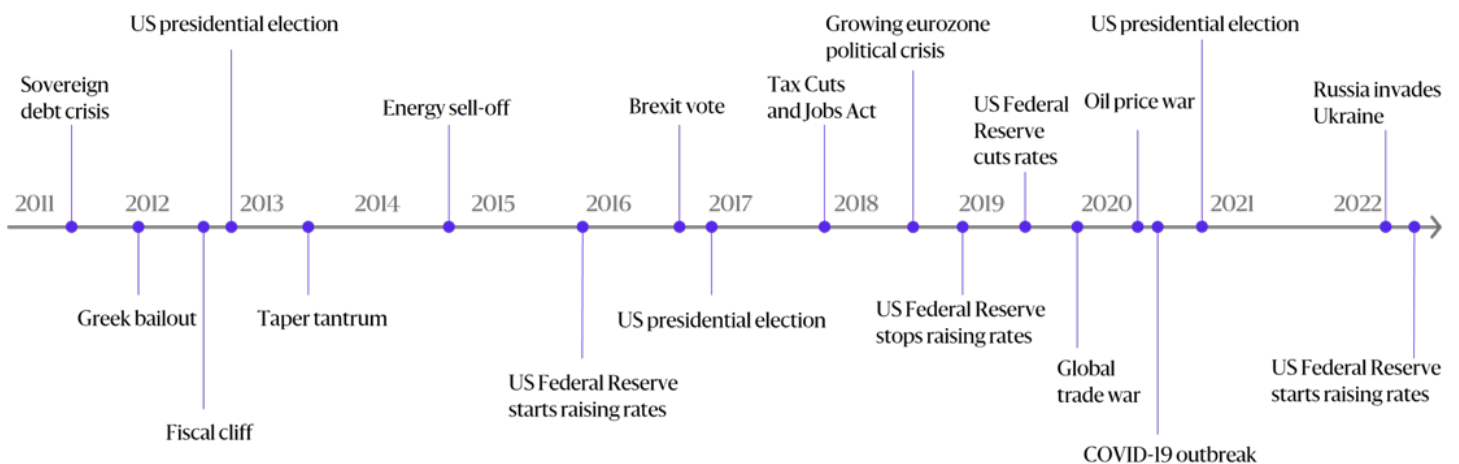 US presidential election
Growing eurozone
political crisis
US presidential election
Sovereign
debt crisis
Energy sell-off
Brexit vote
Tax Cuts
and Jobs Act
US Federal
Reserve
cuts rates
Oil price war
Russia invades
Ukraine
2011
2012
2013
2014
2015
2016
2017
2018
2019
2020
2021
2022
Greek bailout
Taper tantrum
US presidential election
US Federal Reserve
stops raising rates
US Federal Reserve
starts raising rates
Global
trade war
US Federal Reserve
starts raising rates
Fiscal cliff
COVID-19 outbreak